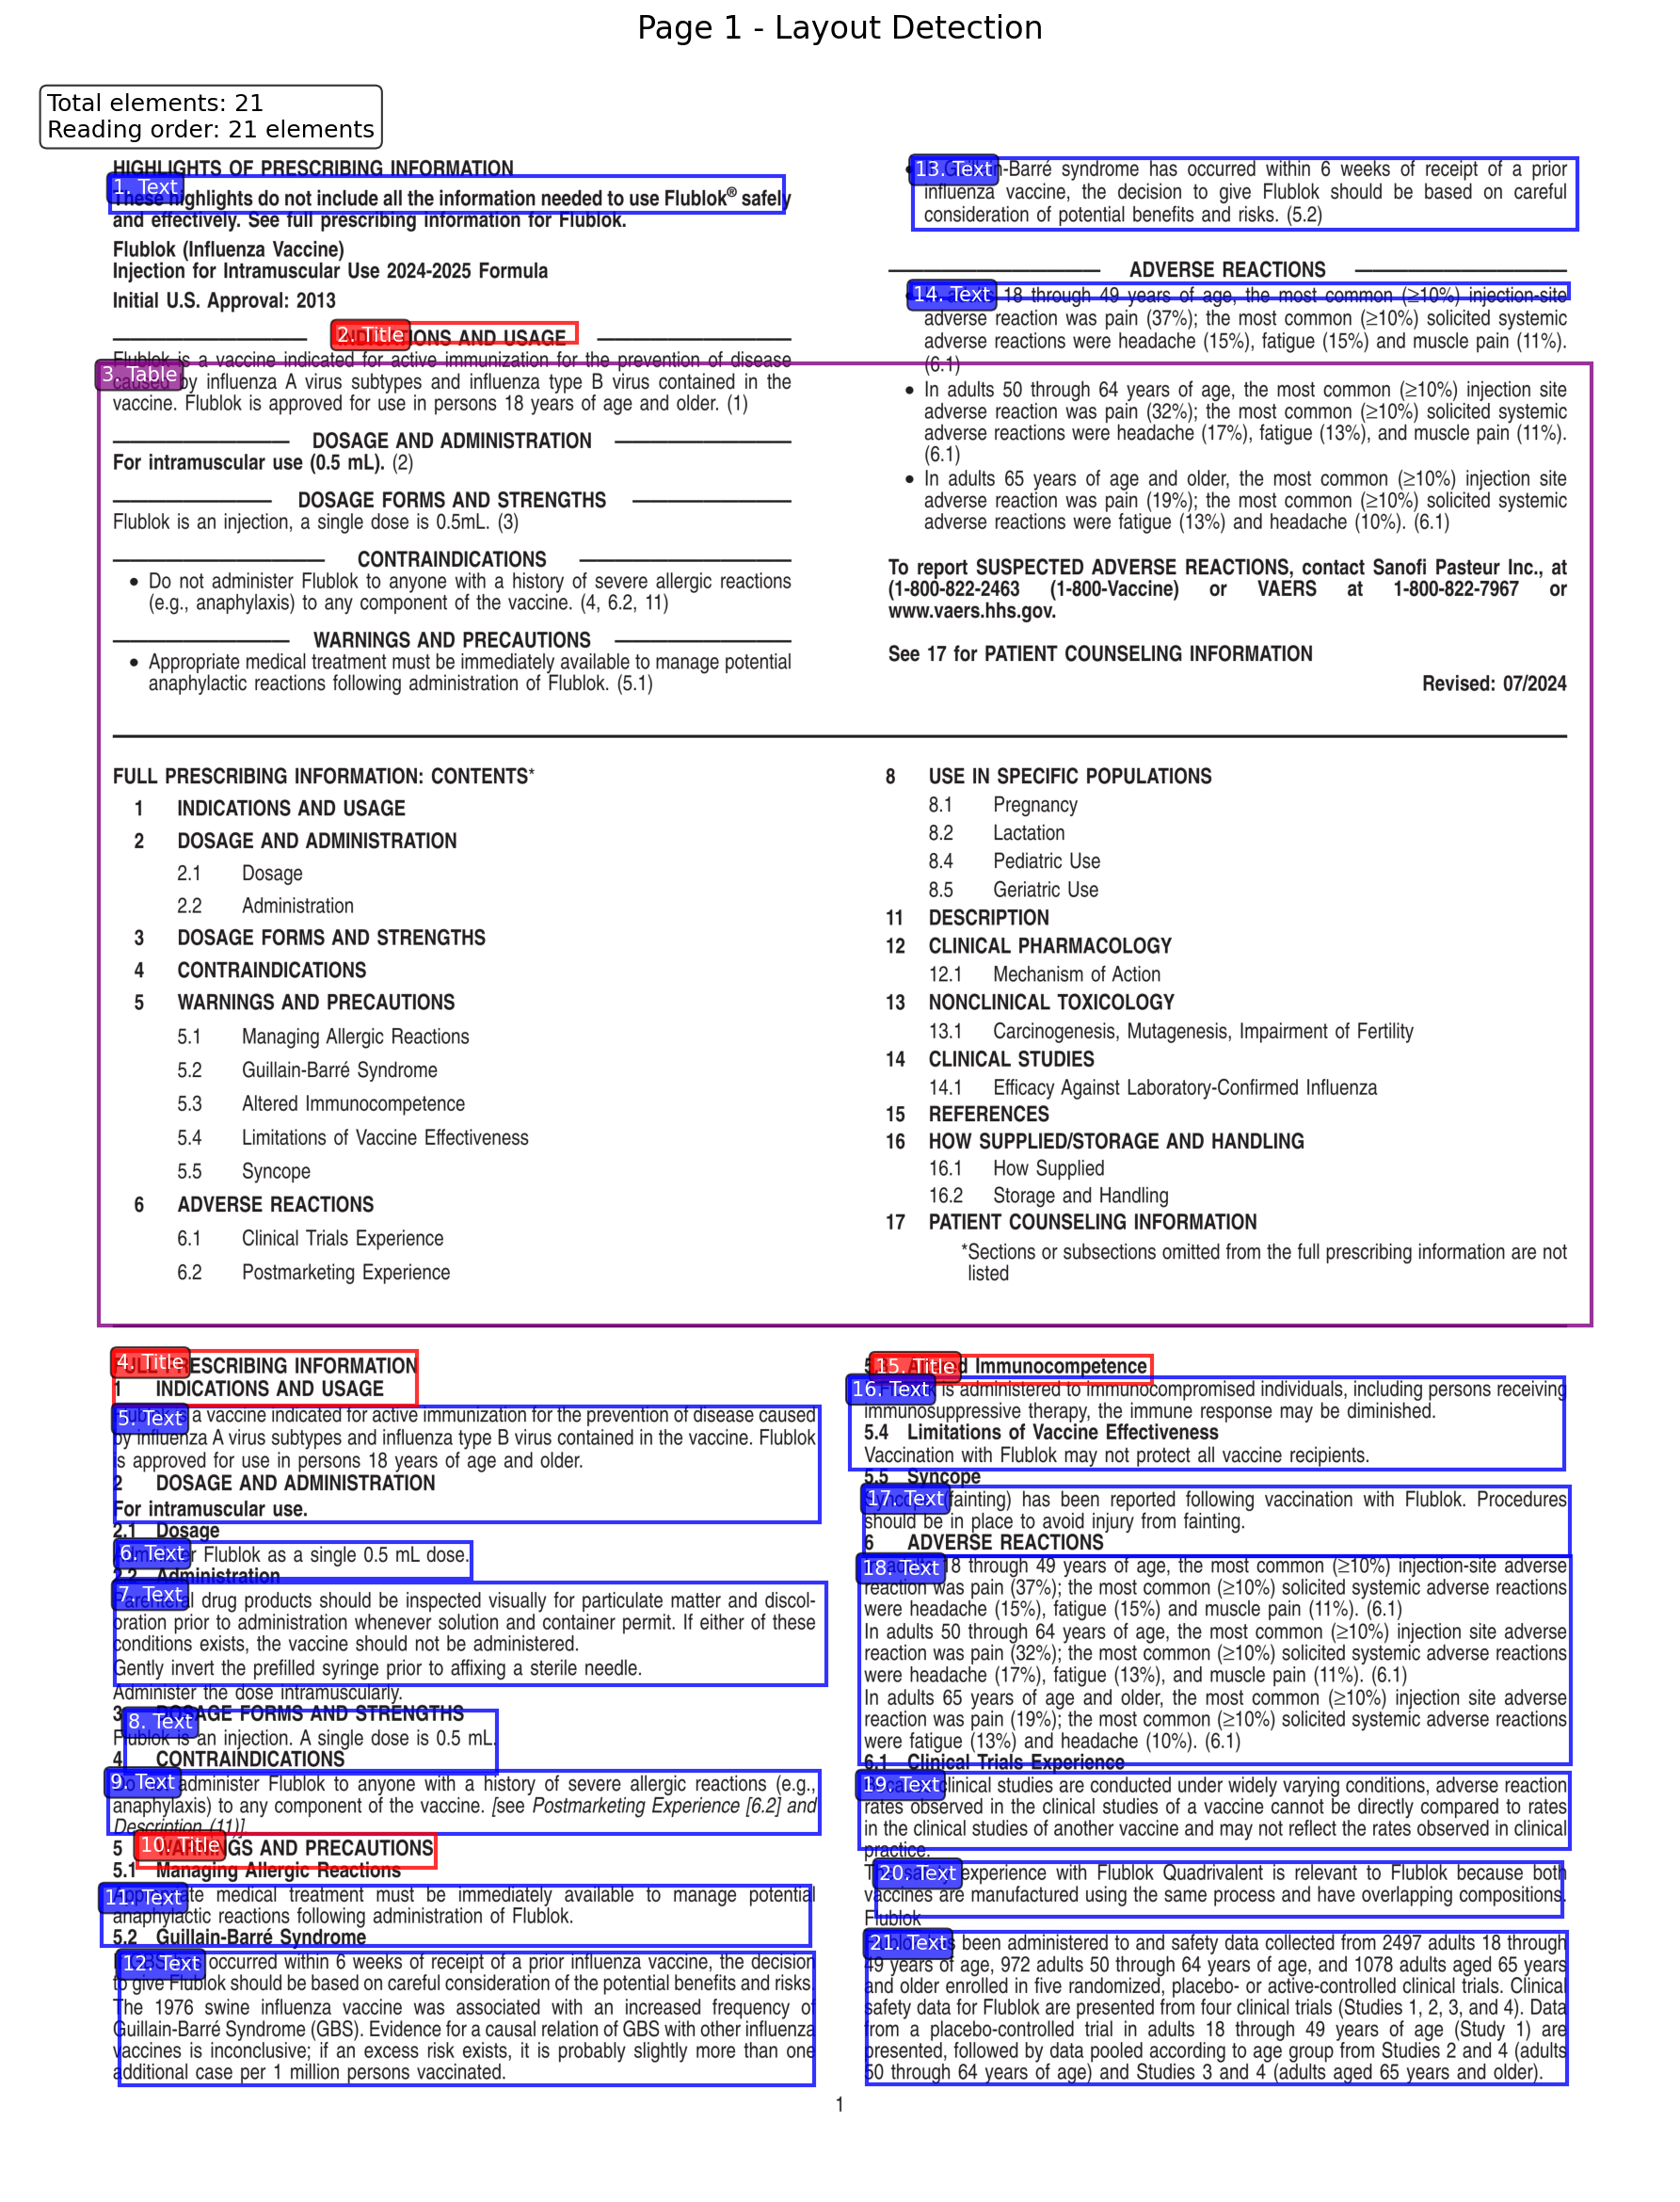 Page 1 - Layout Detection
Total elements: 21
Reading order: 21 elements
HIGHLIGHTS OF PRESCRIBING INFORMATION
1. Text
These highlights do not include all the information needed to use Flublok® safely
and effectively. See full prescribing information for Flublok.
Flublok (Influenza Vaccine)
Injection for Intramuscular Use 2024-2025 Formula
Initial U.S. Approval: 2013
2. Title
INDICATIONS AND USAGE
Flublok is a vaccine indicated for active immunization for the prevention of disease
3. Table
caused by influenza A virus subtypes and influenza type B virus contained in the
vaccine. Flublok is approved for use in persons 18 years of age and older. (1)
DOSAGE AND ADMINISTRATION
For intramuscular use (0.5 mL). (2)
DOSAGE FORMS AND STRENGTHS
Flublok is an injection, a single dose is 0.5mL. (3)
CONTRAINDICATIONS
• Do not administer Flublok to anyone with a history of severe allergic reactions
(e.g., anaphylaxis) to any component of the vaccine. (4, 6.2, 11)
WARNINGS AND PRECAUTIONS
• Appropriate medical treatment must be immediately available to manage potential
anaphylactic reactions following administration of Flublok. (5.1)
13. Text
• If Guillain-Barré syndrome has occurred within 6 weeks of receipt of a prior
influenza vaccine, the decision to give Flublok should be based on careful
consideration of potential benefits and risks. (5.2)
ADVERSE REACTIONS
14. Text
• In adults 18 through 49 years of age, the most common (≥10%) injection-site
adverse reaction was pain (37%); the most common (≥10%) solicited systemic
adverse reactions were headache (15%), fatigue (15%) and muscle pain (11%).
(6.1)
• In adults 50 through 64 years of age, the most common (≥10%) injection site
adverse reaction was pain (32%); the most common (≥10%) solicited systemic
adverse reactions were headache (17%), fatigue (13%), and muscle pain (11%).
(6.1)
• In adults 65 years of age and older, the most common (≥10%) injection site
adverse reaction was pain (19%); the most common (≥10%) solicited systemic
adverse reactions were fatigue (13%) and headache (10%). (6.1)
To report SUSPECTED ADVERSE REACTIONS, contact Sanofi Pasteur Inc., at
(1-800-822-2463 (1-800-Vaccine) or VAERS at 1-800-822-7967 or
www.vaers.hhs.gov.
See 17 for PATIENT COUNSELING INFORMATION
Revised: 07/2024
FULL PRESCRIBING INFORMATION: CONTENTS*
1 INDICATIONS AND USAGE
2 DOSAGE AND ADMINISTRATION
2.1 Dosage
2.2 Administration
3 DOSAGE FORMS AND STRENGTHS
4 CONTRAINDICATIONS
5 WARNINGS AND PRECAUTIONS
5.1 Managing Allergic Reactions
5.2 Guillain-Barré Syndrome
5.3 Altered Immunocompetence
5.4 Limitations of Vaccine Effectiveness
5.5 Syncope
6 ADVERSE REACTIONS
6.1 Clinical Trials Experience
6.2 Postmarketing Experience
8 USE IN SPECIFIC POPULATIONS
8.1 Pregnancy
8.2 Lactation
8.4 Pediatric Use
8.5 Geriatric Use
11 DESCRIPTION
12 CLINICAL PHARMACOLOGY
12.1 Mechanism of Action
13 NONCLINICAL TOXICOLOGY
13.1 Carcinogenesis, Mutagenesis, Impairment of Fertility
14 CLINICAL STUDIES
14.1 Efficacy Against Laboratory-Confirmed Influenza
15 REFERENCES
16 HOW SUPPLIED/STORAGE AND HANDLING
16.1 How Supplied
16.2 Storage and Handling
17 PATIENT COUNSELING INFORMATION
*Sections or subsections omitted from the full prescribing information are not
listed
4. Title
FULL PRESCRIBING INFORMATION
1 INDICATIONS AND USAGE
5. Text
Flublok is a vaccine indicated for active immunization for the prevention of disease caused
by influenza A virus subtypes and influenza type B virus contained in the vaccine. Flublok
is approved for use in persons 18 years of age and older.
2 DOSAGE AND ADMINISTRATION
For intramuscular use.
2.1 Dosage
6. Text
Administer Flublok as a single 0.5 mL dose.
2.2 Administration
7. Text
Parenteral drug products should be inspected visually for particulate matter and discol-
oration prior to administration whenever solution and container permit. If either of these
conditions exists, the vaccine should not be administered.
Gently invert the prefilled syringe prior to affixing a sterile needle.
Administer the dose intramuscularly.
3 DOSAGE FORMS AND STRENGTHS
8. Text
Flublok is an injection. A single dose is 0.5 mL.
4 CONTRAINDICATIONS
9. Text
Do not administer Flublok to anyone with a history of severe allergic reactions (e.g.,
anaphylaxis) to any component of the vaccine. [see Postmarketing Experience [6.2] and
Description (11)].
10. Title
5 WARNINGS AND PRECAUTIONS
5.1 Managing Allergic Reactions
11. Text
Appropriate medical treatment must be immediately available to manage potential
anaphylactic reactions following administration of Flublok.
5.2 Guillain-Barré Syndrome
12. Text
If GBS has occurred within 6 weeks of receipt of a prior influenza vaccine, the decision
to give Flublok should be based on careful consideration of the potential benefits and risks.
The 1976 swine influenza vaccine was associated with an increased frequency of
Guillain-Barré Syndrome (GBS). Evidence for a causal relation of GBS with other influenza
vaccines is inconclusive; if an excess risk exists, it is probably slightly more than one
additional case per 1 million persons vaccinated.
15. Title
5.3 Altered Immunocompetence
16. Text
If Flublok is administered to immunocompromised individuals, including persons receiving
immunosuppressive therapy, the immune response may be diminished.
5.4 Limitations of Vaccine Effectiveness
Vaccination with Flublok may not protect all vaccine recipients.
5.5 Syncope
17. Text
Syncope (fainting) has been reported following vaccination with Flublok. Procedures
should be in place to avoid injury from fainting.
6 ADVERSE REACTIONS
18. Text
In adults 18 through 49 years of age, the most common (≥10%) injection-site adverse
reaction was pain (37%); the most common (≥10%) solicited systemic adverse reactions
were headache (15%), fatigue (15%) and muscle pain (11%). (6.1)
In adults 50 through 64 years of age, the most common (≥10%) injection site adverse
reaction was pain (32%); the most common (≥10%) solicited systemic adverse reactions
were headache (17%), fatigue (13%), and muscle pain (11%). (6.1)
In adults 65 years of age and older, the most common (≥10%) injection site adverse
reaction was pain (19%); the most common (≥10%) solicited systemic adverse reactions
were fatigue (13%) and headache (10%). (6.1)
6.1 Clinical Trials Experience
19. Text
Because clinical studies are conducted under widely varying conditions, adverse reaction
rates observed in the clinical studies of a vaccine cannot be directly compared to rates
in the clinical studies of another vaccine and may not reflect the rates observed in clinical
practice.
20. Text
The safety experience with Flublok Quadrivalent is relevant to Flublok because both
vaccines are manufactured using the same process and have overlapping compositions.
Flublok
21. Text
Flublok has been administered to and safety data collected from 2497 adults 18 through
49 years of age, 972 adults 50 through 64 years of age, and 1078 adults aged 65 years
and older enrolled in five randomized, placebo- or active-controlled clinical trials. Clinical
safety data for Flublok are presented from four clinical trials (Studies 1, 2, 3, and 4). Data
from a placebo-controlled trial in adults 18 through 49 years of age (Study 1) are
presented, followed by data pooled according to age group from Studies 2 and 4 (adults
50 through 64 years of age) and Studies 3 and 4 (adults aged 65 years and older).
1